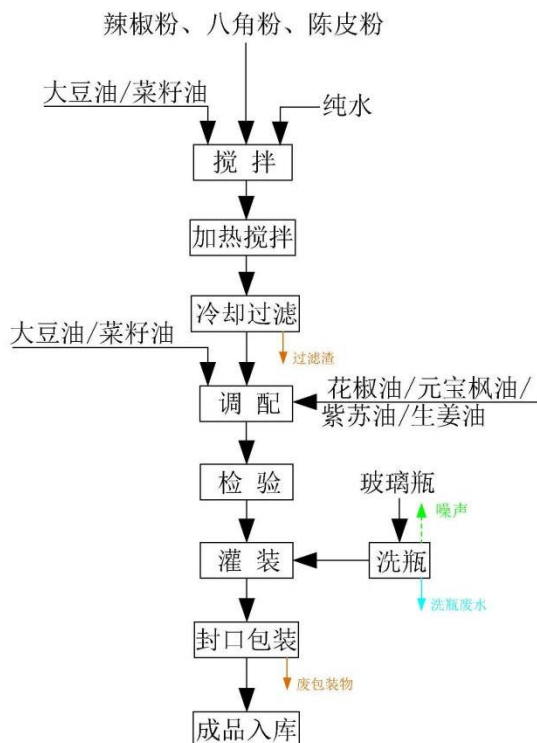 辣椒粉、八角粉、陈皮粉
大豆油/菜籽油
纯水
搅 拌
加热搅拌
冷却过滤
大豆油/菜籽油
过滤渣
花椒油/元宝枫油/
紫苏油/生姜油
调 配
检 验
玻璃瓶
噪声
灌 装
洗瓶
洗瓶废水
封口包装
废包装物
成品入库